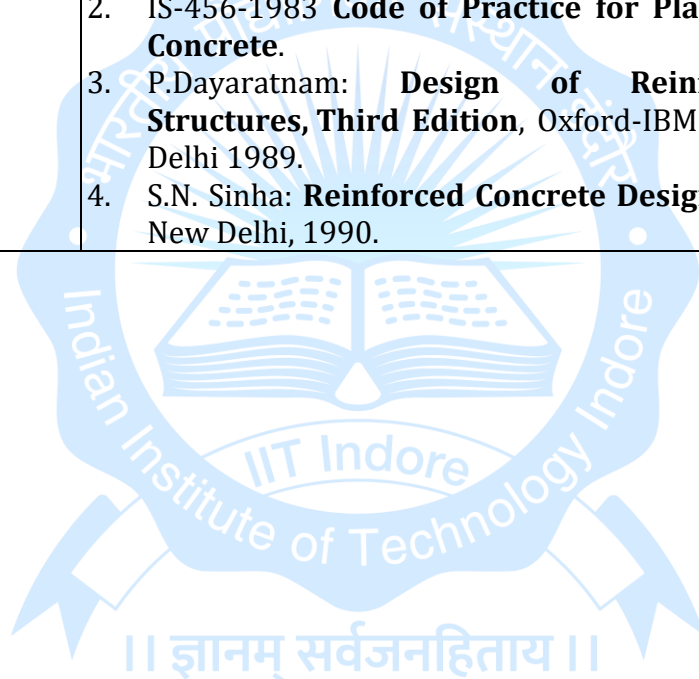 2. IS-456-1983 Code of Practice for Pla
Concrete.
3. P.Dayaratnam: Design of Rein
Structures, Third Edition, Oxford-IBM
Delhi 1989.
4. S.N. Sinha: Reinforced Concrete Desig
New Delhi, 1990.
भारतीय प्रौद्योगिकी संस्थान इंदौर
Indian Institute of Technology Indore
IIT Indore
।। ज्ञानम् सर्वजनहिताय ।।